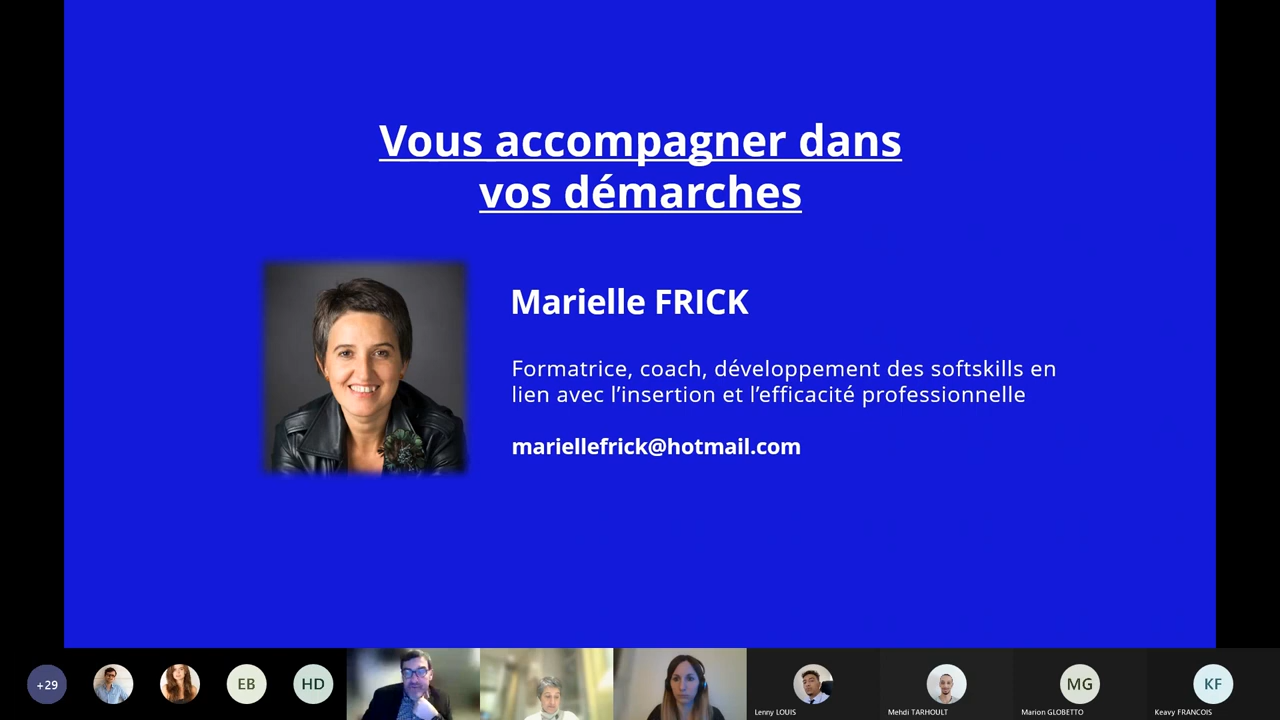 Vous accompagner dans
vos démarches
Marielle FRICK
Formatrice, coach, développement des softskills en
lien avec l’insertion et l’efficacité professionnelle
mariellefrick@hotmail.com
+29
EB
HD
Lenny LOUIS
Mehdi TARHOULT
MG
Marion GLOBETTO
KF
Keavy FRANCOIS